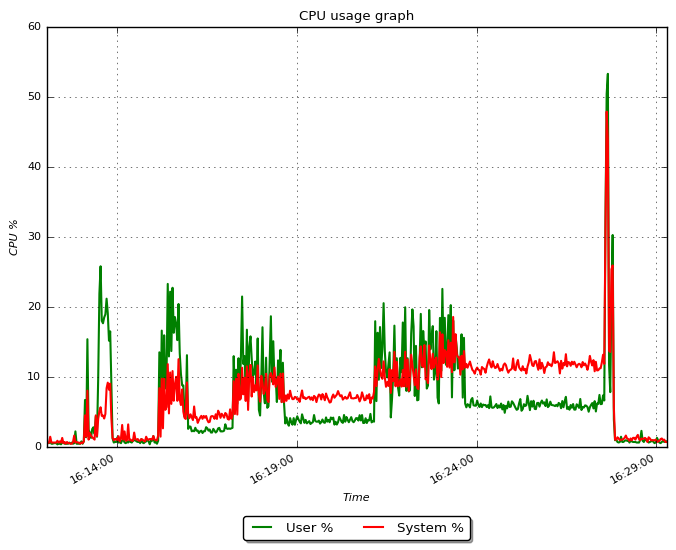 CPU usage graph
60
50
40
30
20
10
0
CPU %
16:14:00
16:19:00
16:24:00
16:29:00
Time
User %
System %